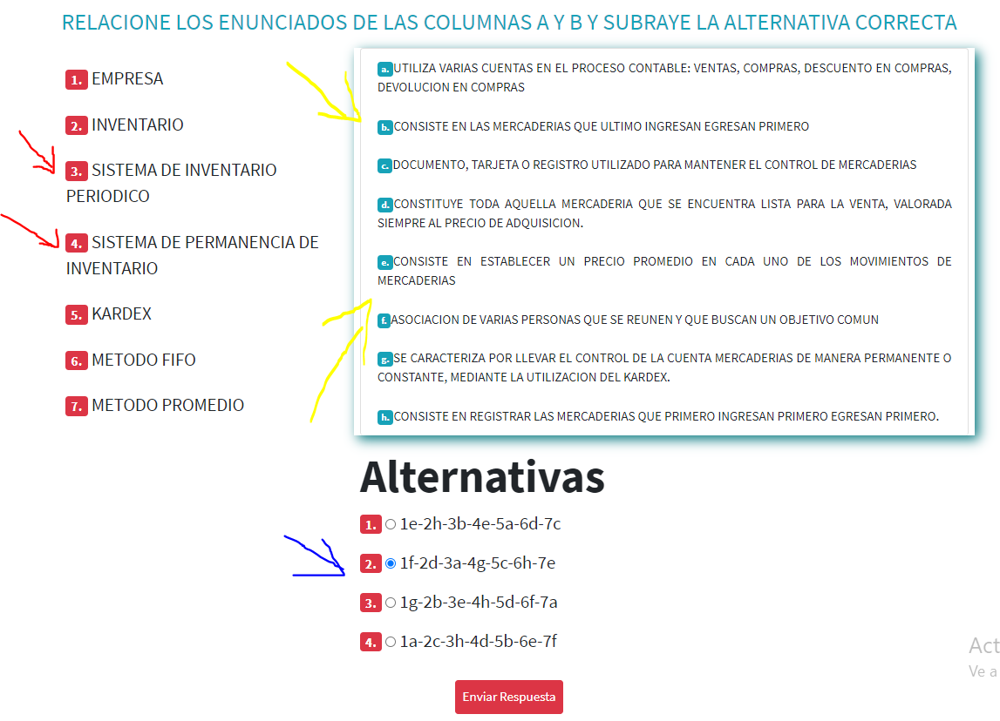 RELACIONE LOS ENUNCIADOS DE LAS COLUMNAS A Y B Y SUBRAYE LA ALTERNATIVA CORRECTA
1. EMPRESA
2. INVENTARIO
3. SISTEMA DE INVENTARIO
PERIODICO
4. SISTEMA DE PERMANENCIA DE
INVENTARIO
5. KARDEX
6. METODO FIFO
7. METODO PROMEDIO
a. UTILIZA VARIAS CUENTAS EN EL PROCESO CONTABLE: VENTAS, COMPRAS, DESCUENTO EN COMPRAS,
DEVOLUCION EN COMPRAS
b. CONSISTE EN LAS MERCADERIAS QUE ULTIMO INGRESAN EGRESAN PRIMERO
c. DOCUMENTO, TARJETA O REGISTRO UTILIZADO PARA MANTENER EL CONTROL DE MERCADERIAS
d. CONSTITUYE TODA AQUELLA MERCADERIA QUE SE ENCUENTRA LISTA PARA LA VENTA, VALORADA
SIEMPRE AL PRECIO DE ADQUISICION.
e. CONSISTE EN ESTABLECER UN PRECIO PROMEDIO EN CADA UNO DE LOS MOVIMIENTOS DE
MERCADERIAS
f. ASOCIACION DE VARIAS PERSONAS QUE SE REUNEN Y QUE BUSCAN UN OBJETIVO COMUN
g. SE CARACTERIZA POR LLEVAR EL CONTROL DE LA CUENTA MERCADERIAS DE MANERA PERMANENTE O
CONSTANTE, MEDIANTE LA UTILIZACION DEL KARDEX.
h. CONSISTE EN REGISTRAR LAS MERCADERIAS QUE PRIMERO INGRESAN PRIMERO EGRESAN PRIMERO.
Alternativas
1. 1e-2h-3b-4e-5a-6d-7c
2. 1f-2d-3a-4g-5c-6h-7e
3. 1g-2b-3e-4h-5d-6f-7a
4. 1a-2c-3h-4d-5b-6e-7f
Act
Ve a
Enviar Respuesta